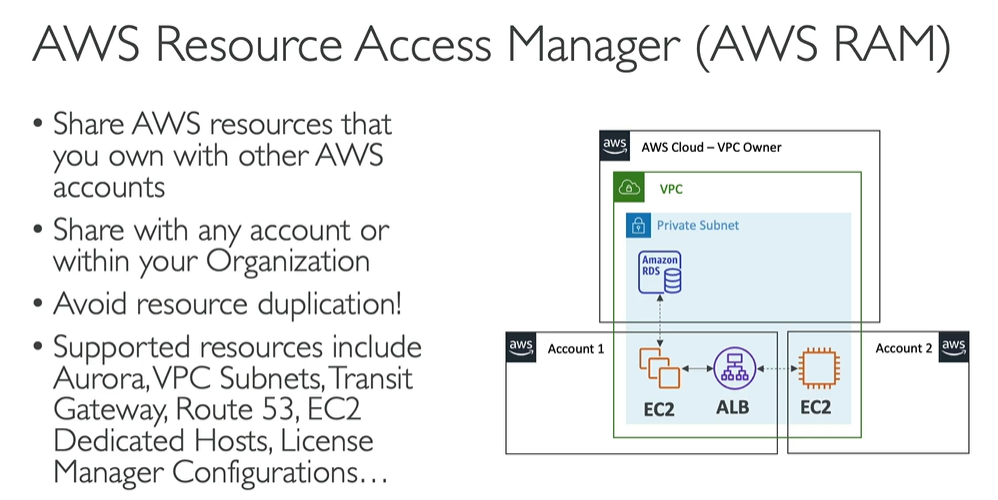 AWS Resource Access Manager (AWS RAM)
• Share AWS resources that
you own with other AWS
accounts
• Share with any account or
within your Organization
• Avoid resource duplication!
• Supported resources include
Aurora, VPC Subnets, Transit
Gateway, Route 53, EC2
Dedicated Hosts, License
Manager Configurations…
aws
AWS Cloud – VPC Owner
VPC
Private Subnet
Amazon
RDS
aws
Account 1
Account 2
aws
EC2
ALB
EC2